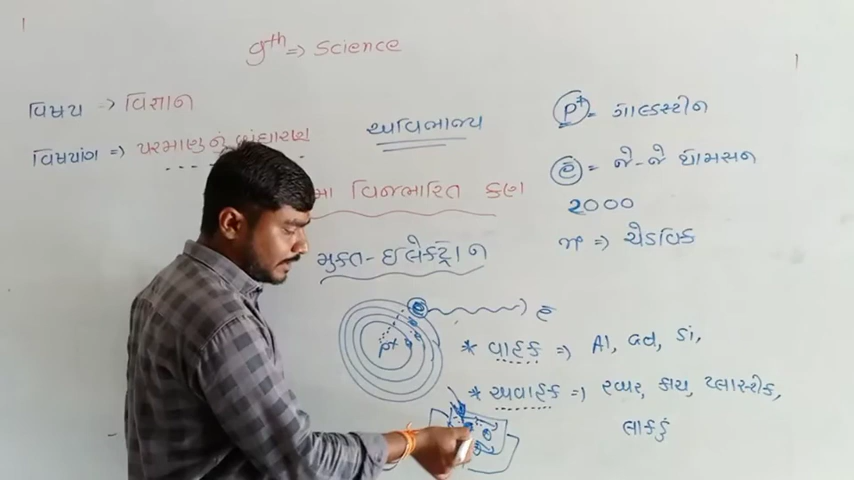 9th => Science
વિષય -> વિજ્ઞાન
વિષયાંગ => પરમાણુનું બંધારણ
અવિભાજ્ય
માં વિજભારિત કણ
મુક્ત-ઇલેક્ટ્રોન
P+ = ગોલ્ડસ્ટીન
e̅ = જે-જે થોમસન
2000
n => ચેડવિક
e̅
P+
* વાહક => Al, Si,
* અવાહક => રબર, કાચ, પ્લાસ્ટીક,
લાકડું